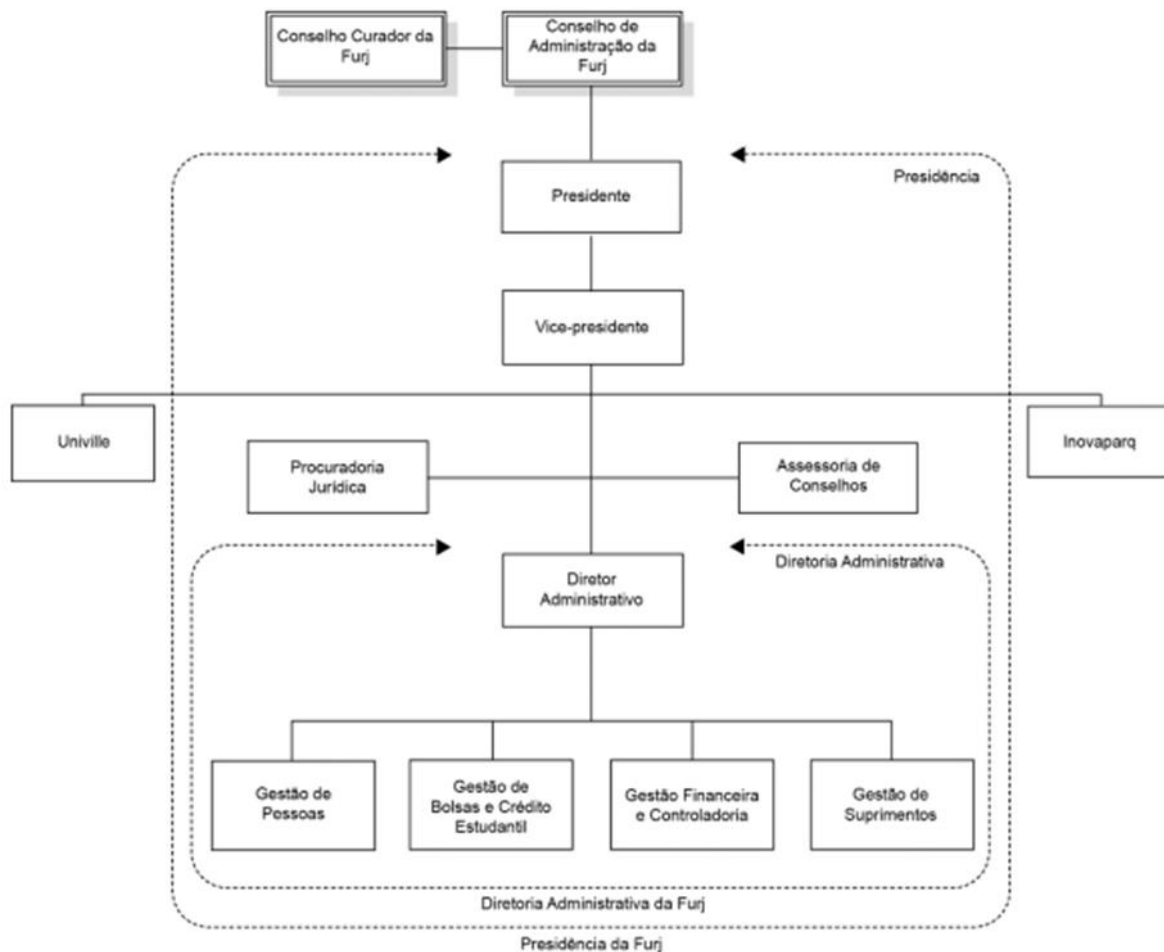 Conselho Curador da
Furj
Conselho de
Administração da
Furj
Presidência
Presidente
Vice-presidente
Univille
Inovaparq
Procuradoria
Jurídica
Assessoria de
Conselhos
Diretoria Administrativa
Diretor
Administrativo
Gestão de
Pessoas
Gestão de
Bolsas e Crédito
Estudantil
Gestão Financeira
e Controladoria
Gestão de
Suprimentos
Diretoria Administrativa da Furj
Presidência da Furj